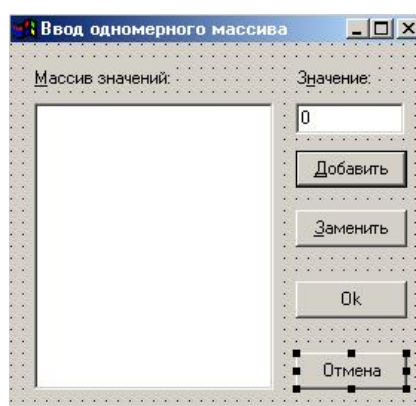 Ввод одномерного массива
Массив значений:
Значение:
0
Добавить
Заменить
Ok
Отмена